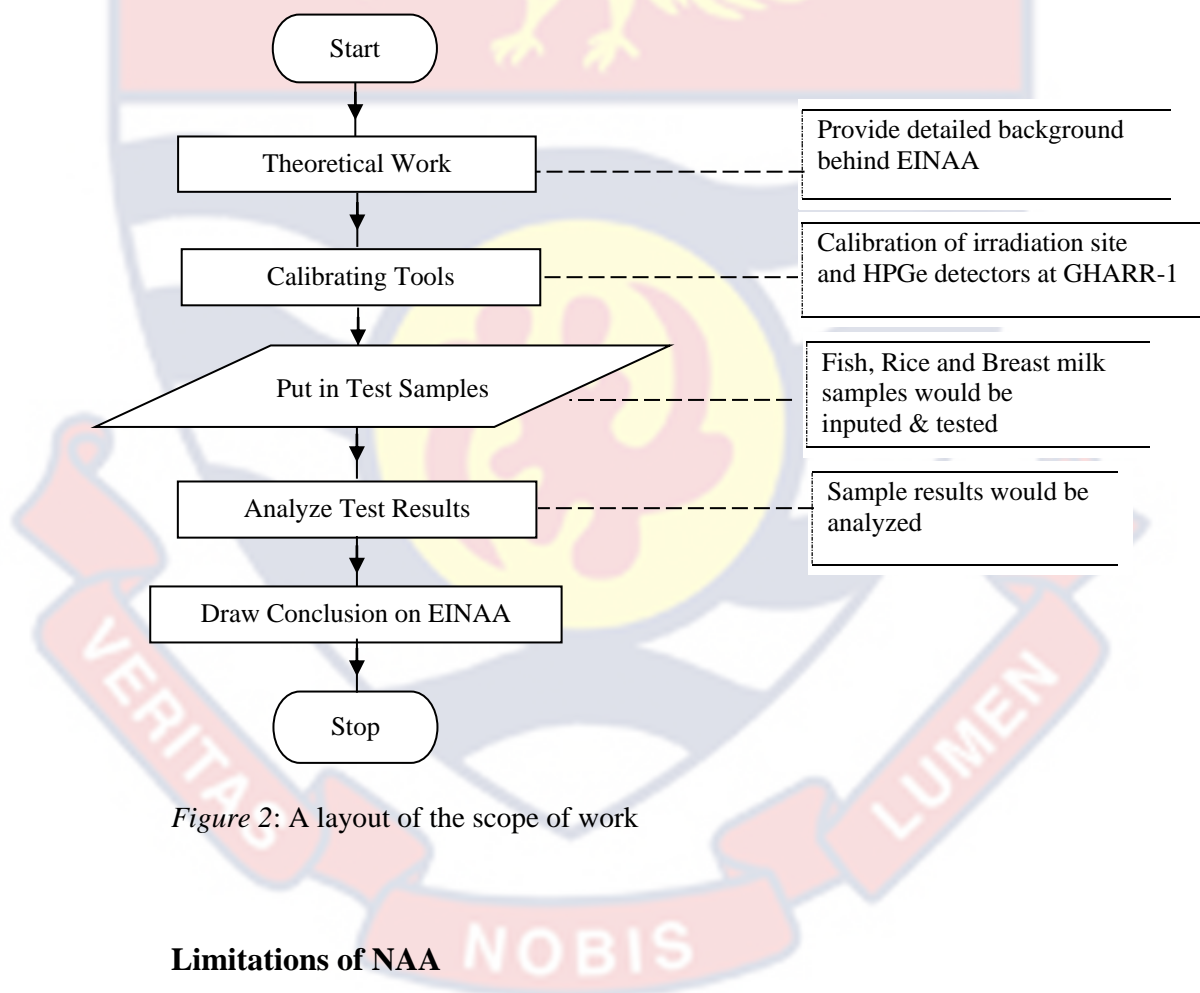 Start
Theoretical Work
Provide detailed background
behind EINAA
Calibrating Tools
Calibration of irradiation site
and HPGe detectors at GHARR-1
Put in Test Samples
Fish, Rice and Breast milk
samples would be
inputed & tested
Analyze Test Results
Sample results would be
analyzed
Draw Conclusion on EINAA
Stop
Figure 2: A layout of the scope of work
Limitations of NAA
VERITAS
NOBIS
LUMEN